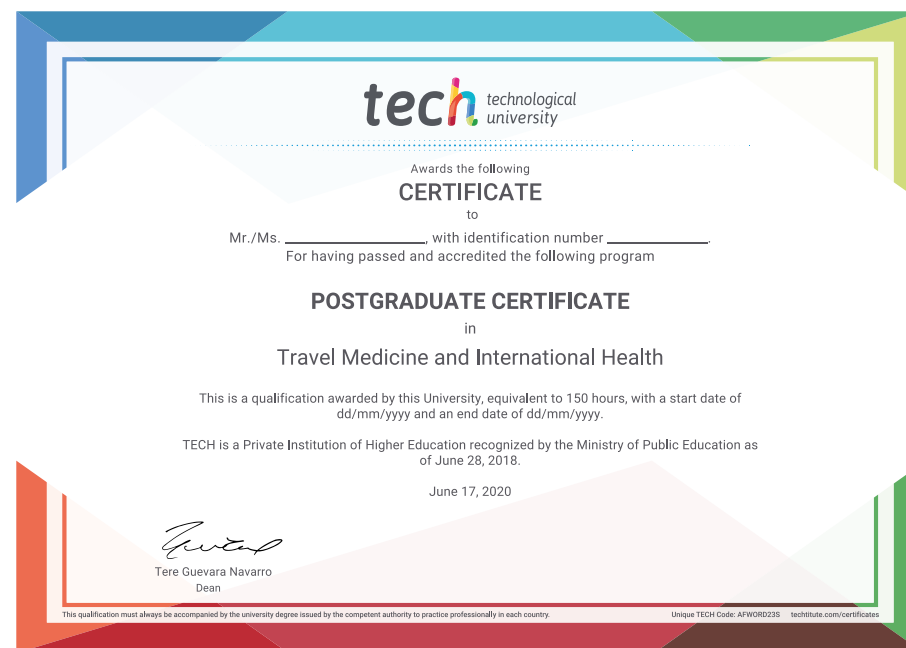 tech technological
university
Awards the following
CERTIFICATE
to
Mr./Ms. ____________________, with identification number ______________.
For having passed and accredited the following program
POSTGRADUATE CERTIFICATE
in
Travel Medicine and International Health
This is a qualification awarded by this University, equivalent to 150 hours, with a start date of
dd/mm/yyyy and an end date of dd/mm/yyyy.
TECH is a Private Institution of Higher Education recognized by the Ministry of Public Education as
of June 28, 2018.
June 17, 2020
Tere Guevara Navarro
Dean
This qualification must always be accompanied by the university degree issued by the competent authority to practice professionally in each country. Unique TECH Code: AFWORD23S techtitute.com/certificates